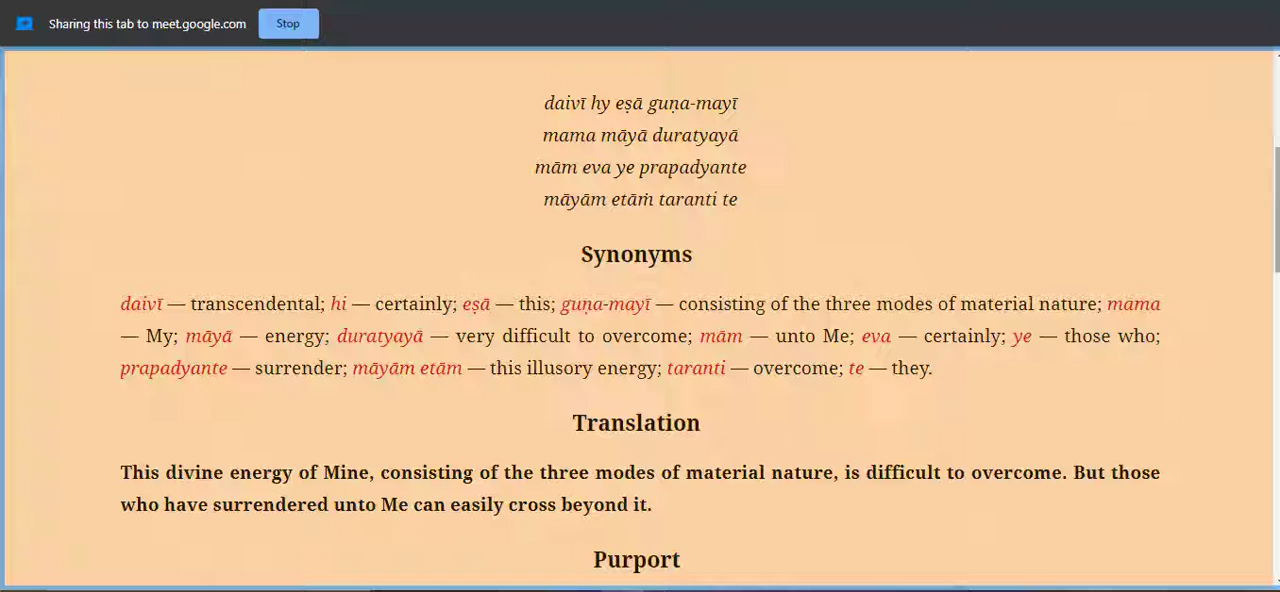 Sharing this tab to meet.google.com Stop
daivī hy eṣā guṇa-mayī
mama māyā duratyayā
mām eva ye prapadyante
māyām etāṁ taranti te
Synonyms
daivī — transcendental; hi — certainly; eṣā — this; guṇa-mayī — consisting of the three modes of material nature; mama
— My; māyā — energy; duratyayā — very difficult to overcome; mām — unto Me; eva — certainly; ye — those who;
prapadyante — surrender; māyām etām — this illusory energy; taranti — overcome; te — they.
Translation
This divine energy of Mine, consisting of the three modes of material nature, is difficult to overcome. But those
who have surrendered unto Me can easily cross beyond it.
Purport